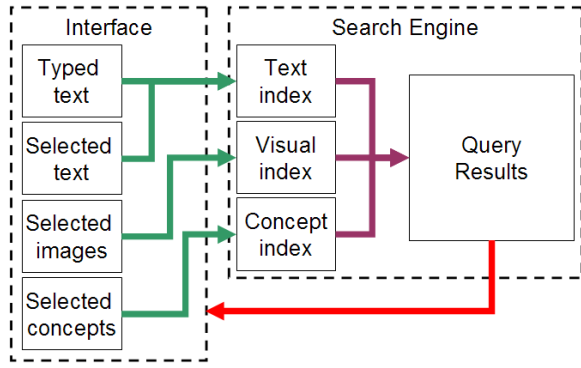 Interface
Typed
text
Selected
text
Selected
images
Selected
concepts
Search Engine
Text
index
Visual
index
Concept
index
Query
Results